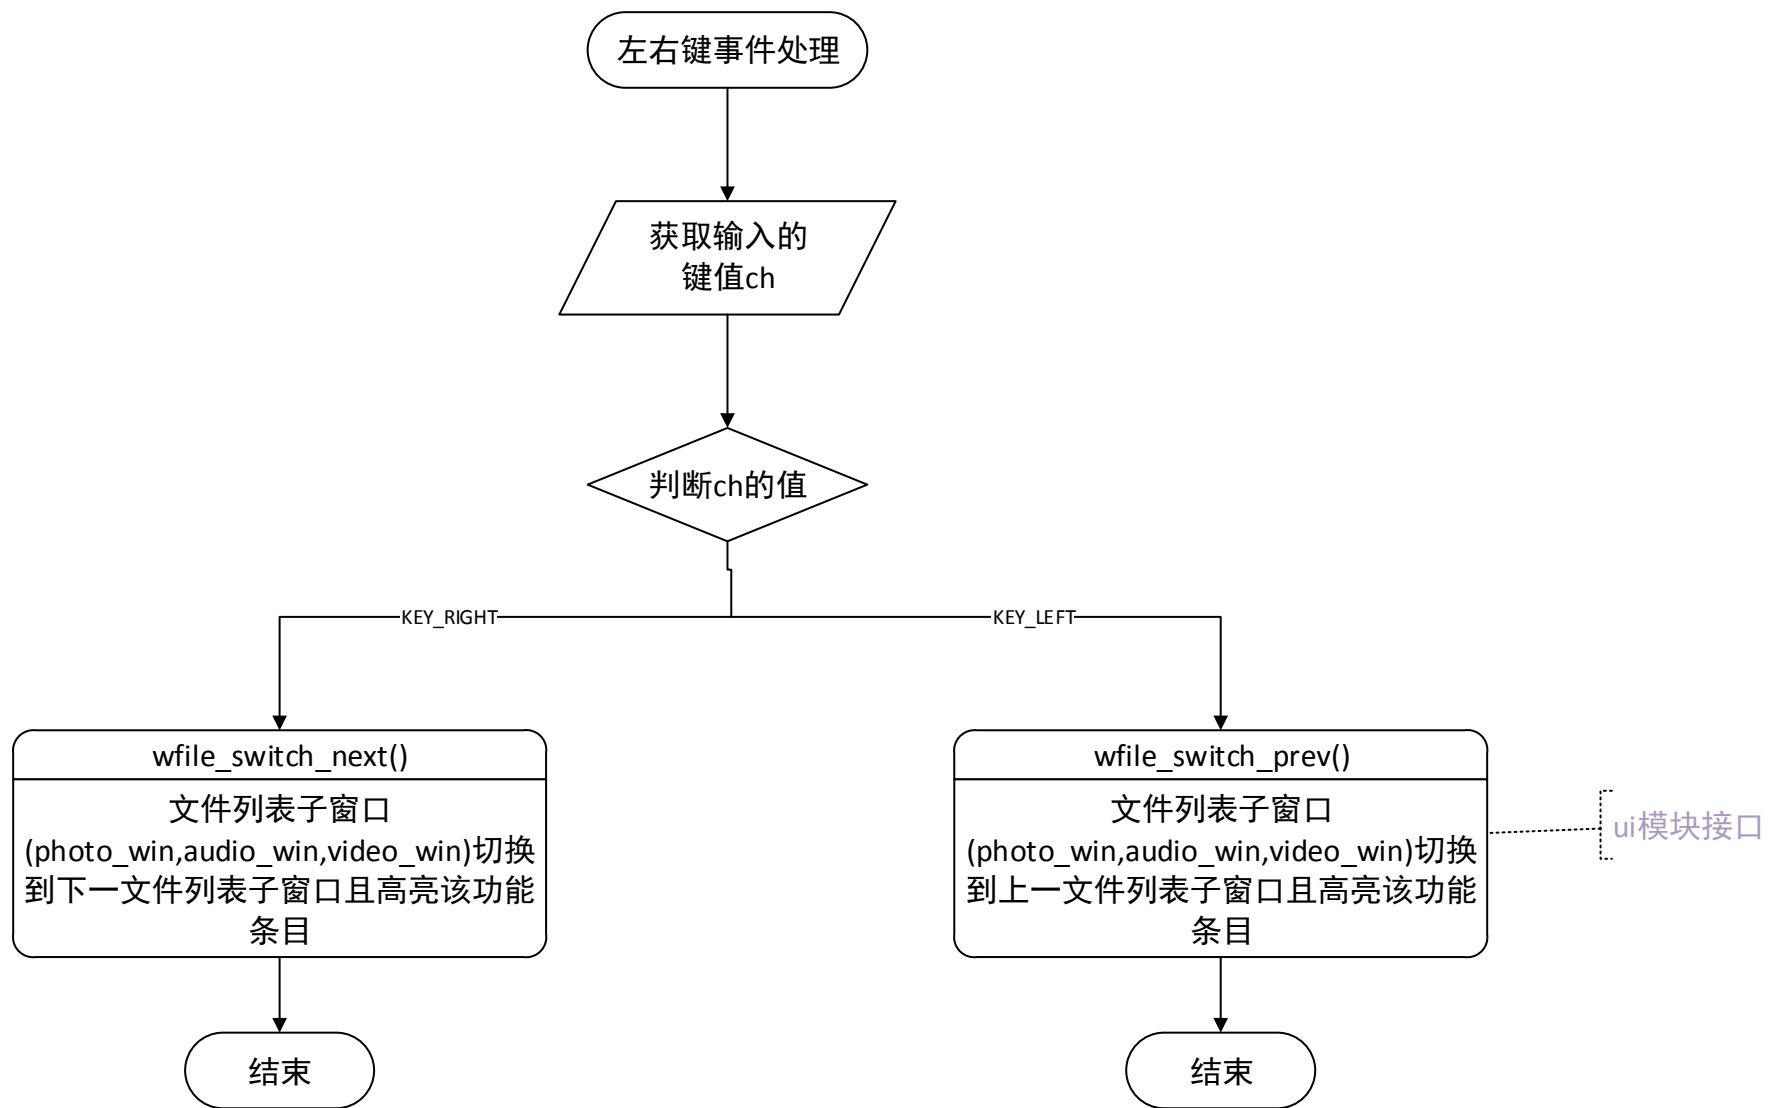 左右键事件处理
获取输入的
键值ch
判断ch的值
KEY_RIGHT
KEY_LEFT
wfile_switch_next()
文件列表子窗口
(photo_win,audio_win,video_win)切换
到下一文件列表子窗口且高亮该功能
条目
wfile_switch_prev()
文件列表子窗口
(photo_win,audio_win,video_win)切换
到上一文件列表子窗口且高亮该功能
条目
ui模块接口
结束
结束